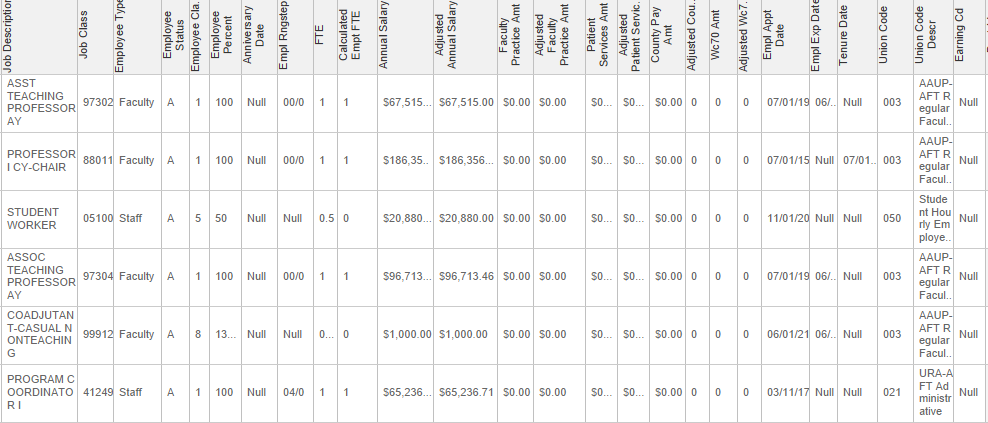 Job Description Job Class Employee Type Employee Status Employee Cla. Employee Percent Anniversary Date Empl Rngstep FTE Calculated Empt FTE Annual Salary Adjusted Annual Salary Faculty Practice Amt Adjusted Faculty Practice Amt Patient Services Amt Adjusted Patient Servic. County Pay Amt Adjusted Cou. Wc70 Amt Adjusted Wc7. Empl Appt Date Empl Exp Date Tenure Date Union Code Union Code Descr Earning Cd
ASST TEACHING PROFESSOR AY 97302 Faculty A 1 100 Null 00/0 1 1 $67,515... $67,515.00 $0.00 $0.00 $0... $0... $0.00 0 0 0 07/01/19 06/.. Null 003 AAUP-AFT Regular Facul.. Null
PROFESSOR I CY-CHAIR 88011 Faculty A 1 100 Null 00/0 1 1 $186,35.. $186,356... $0.00 $0.00 $0... $0... $0.00 0 0 0 07/01/15 Null 07/01.. 003 AAUP-AFT Regular Facul.. Null
STUDENT WORKER 05100 Staff A 5 50 Null Null 0.5 0 $20,880... $20,880.00 $0.00 $0.00 $0... $0... $0.00 0 0 0 11/01/20 Null Null 050 Student Hourly Employe.. Null
ASSOC TEACHING PROFESSOR AY 97304 Faculty A 1 100 Null 00/0 1 1 $96,713... $96,713.46 $0.00 $0.00 $0... $0... $0.00 0 0 0 07/01/19 06/.. Null 003 AAUP-AFT Regular Facul.. Null
COADJUTANT-CASUAL NONTEACHING 99912 Faculty A 8 13... Null Null 0... 0 $1,000.00 $1,000.00 $0.00 $0.00 $0... $0... $0.00 0 0 0 06/01/21 06/.. Null 003 AAUP-AFT Regular Facul.. Null
PROGRAM COORDINATOR I 41249 Staff A 1 100 Null 04/0 1 1 $65,236... $65,236.71 $0.00 $0.00 $0... $0... $0.00 0 0 0 03/11/17 Null Null 021 URA-AFT Administrative Null